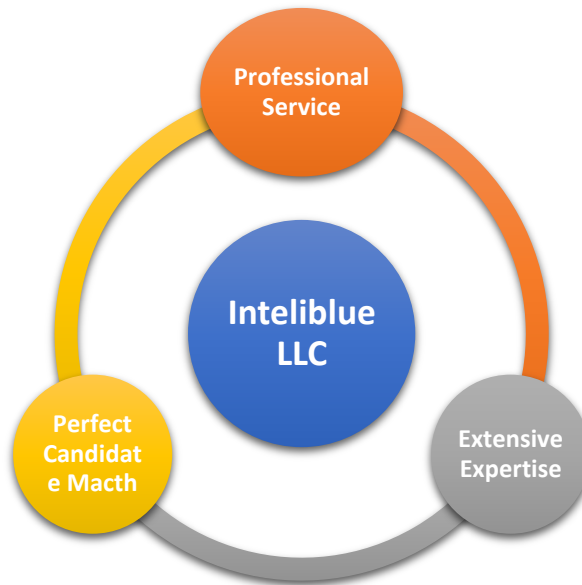 Professional
Service
Inteliblue
LLC
Perfect
Candidat
e Macth
Extensive
Expertise